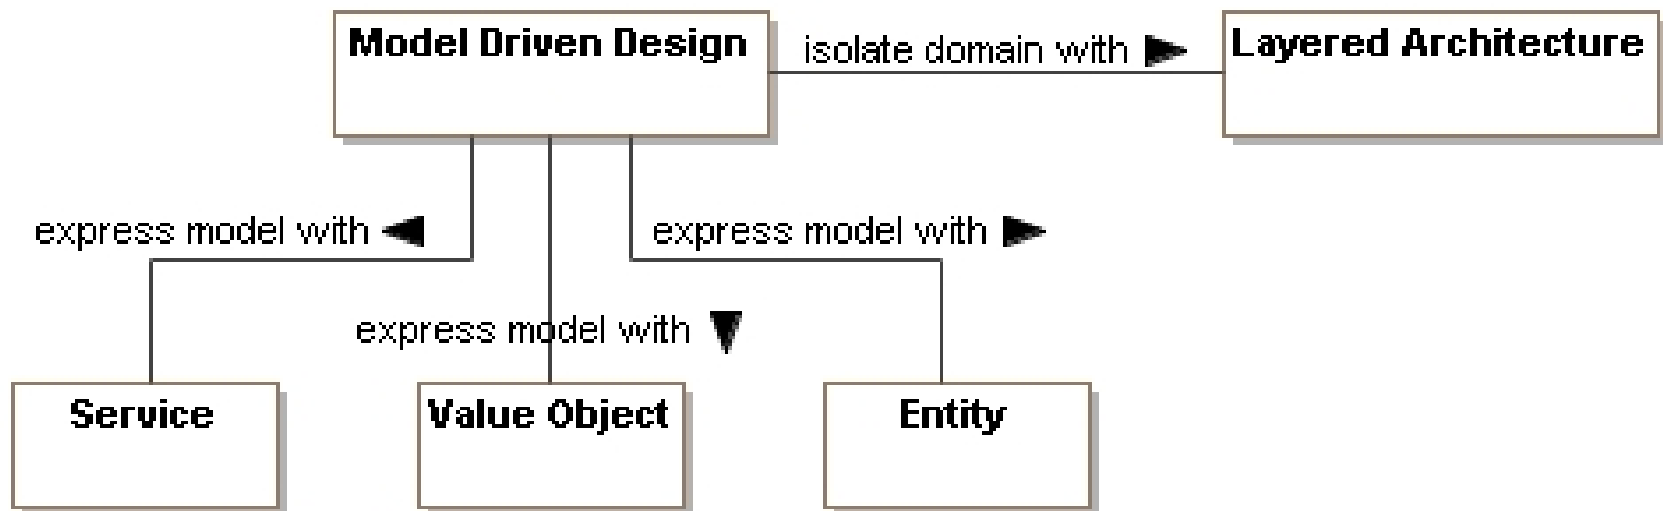 Model Driven Design
isolate domain with
Layered Architecture
express model with
express model with
express model with
Service
Value Object
Entity